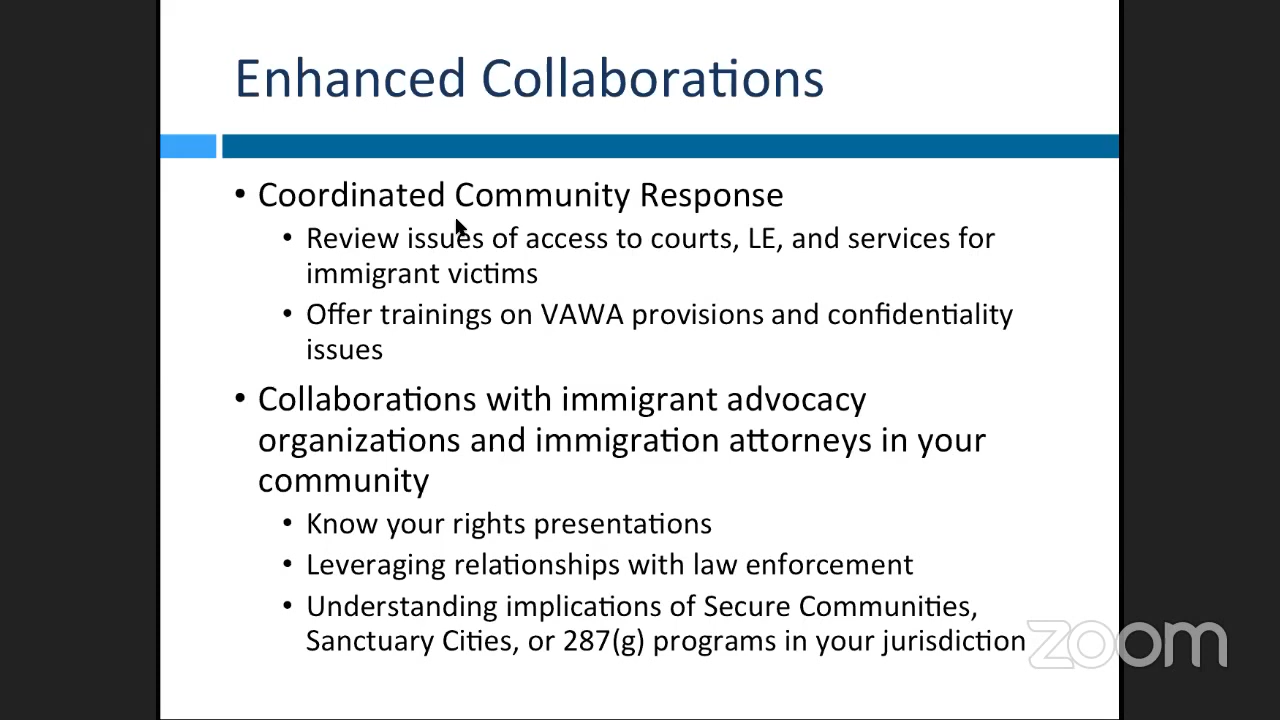 Enhanced Collaborations
• Coordinated Community Response
• Review issues of access to courts, LE, and services for
immigrant victims
• Offer trainings on VAWA provisions and confidentiality
issues
• Collaborations with immigrant advocacy
organizations and immigration attorneys in your
community
• Know your rights presentations
• Leveraging relationships with law enforcement
• Understanding implications of Secure Communities,
Sanctuary Cities, or 287(g) programs in your jurisdiction
zoom